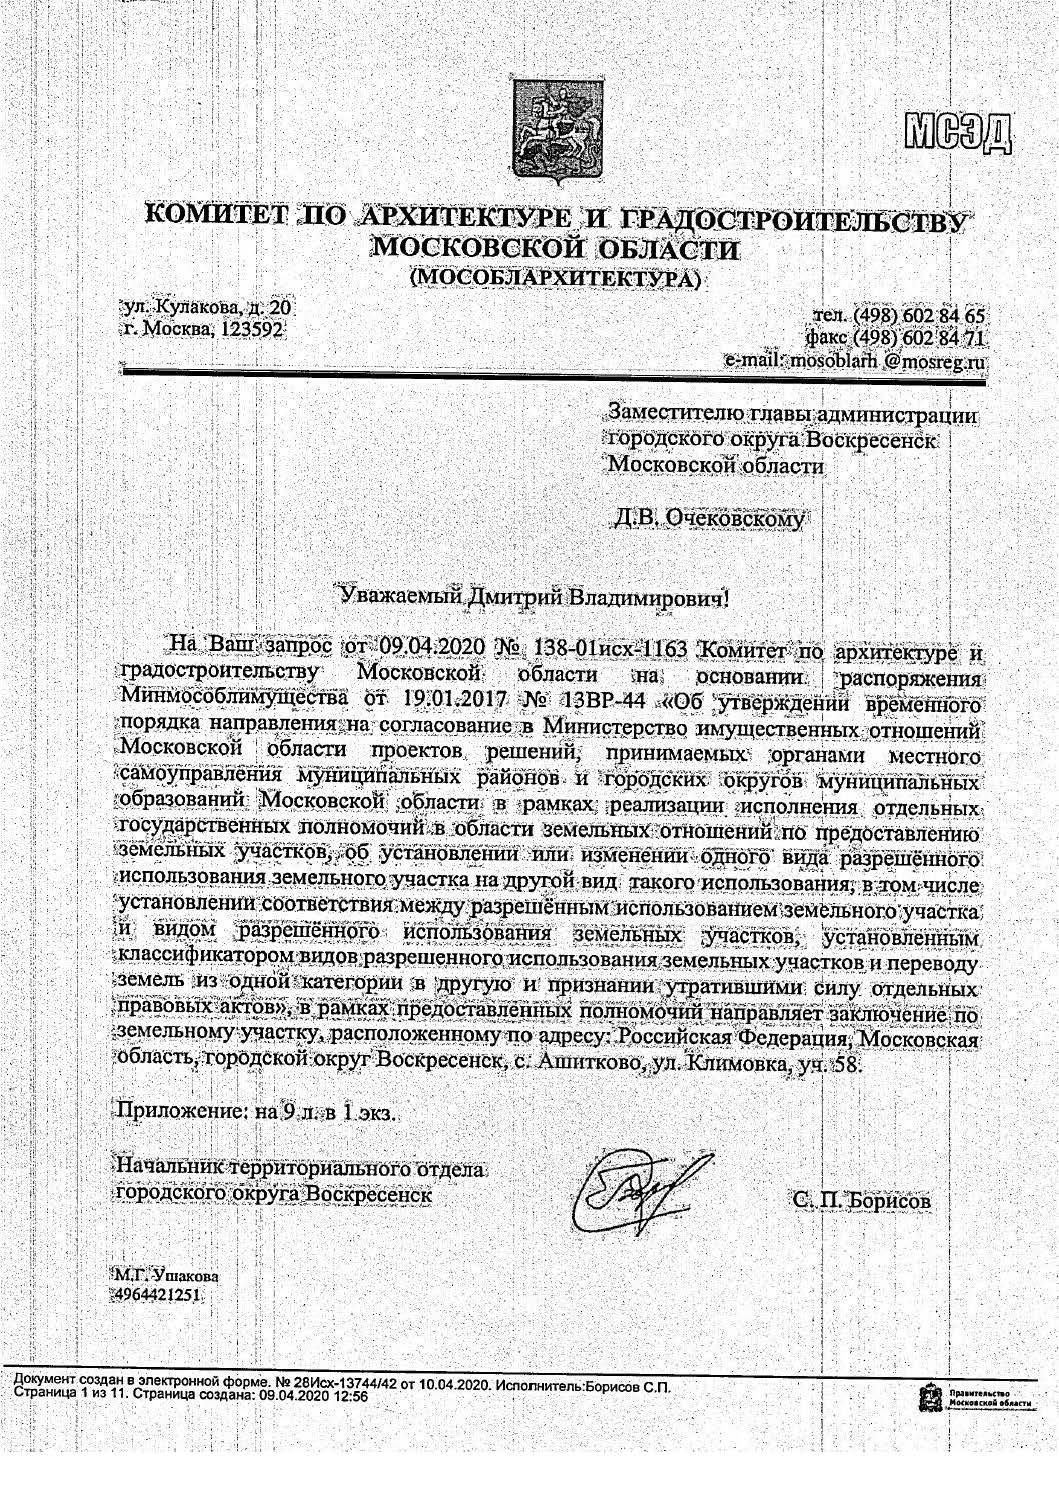 МСЭД
КОМИТЕТ ПО АРХИТЕКТУРЕ И ГРАДОСТРОИТЕЛЬСТВУ
МОСКОВСКОЙ ОБЛАСТИ
(МОСОБЛАРХИТЕКТУРА)
ул. Кулакова, д. 20
г. Москва, 123592
тел. (498) 602 84 65
факс (498) 602 84 71
e-mail: mosoblarh @mosreg.ru
Заместителю главы администрации
городского округа Воскресенск
Московской области
Д.В. Очековскому
Уважаемый Дмитрий Владимирович!
На Ваш запрос от 09.04.2020 № 138-01исх-1163 Комитет по архитектуре и
градостроительству Московской области на основании распоряжения
Минмособлимущества от 19.01.2017 № 13ВР-44 «Об утверждении временного
порядка направления на согласование в Министерство имущественных отношений
Московской области проектов решений, принимаемых органами местного
самоуправления муниципальных районов и городских округов муниципальных
образований Московской области в рамках реализации исполнения отдельных
государственных полномочий в области земельных отношений по предоставлению
земельных участков, об установлении или изменении одного вида разрешённого
использования земельного участка на другой вид такого использования, в том числе
установлении соответствия между разрешённым использованием земельного участка
и видом разрешённого использования земельных участков, установленным
классификатором видов разрешенного использования земельных участков и переводу
земель из одной категории в другую и признании утратившими силу отдельных
правовых актов», в рамках предоставленных полномочий направляет заключение по
земельному участку, расположенному по адресу: Российская Федерация, Московская
область, городской округ Воскресенск, с. Ашитково, ул. Климовка, уч. 58.
Приложение: на 9 л. в 1 экз.
Начальник территориального отдела
городского округа Воскресенск
С. П. Борисов
М.Г. Ушакова
4964421251
Документ создан в электронной форме. № 28Исх-13744/42 от 10.04.2020. Исполнитель:Борисов С.П.
Страница 1 из 11. Страница создана: 09.04.2020 12:56
Правительство
Московской области